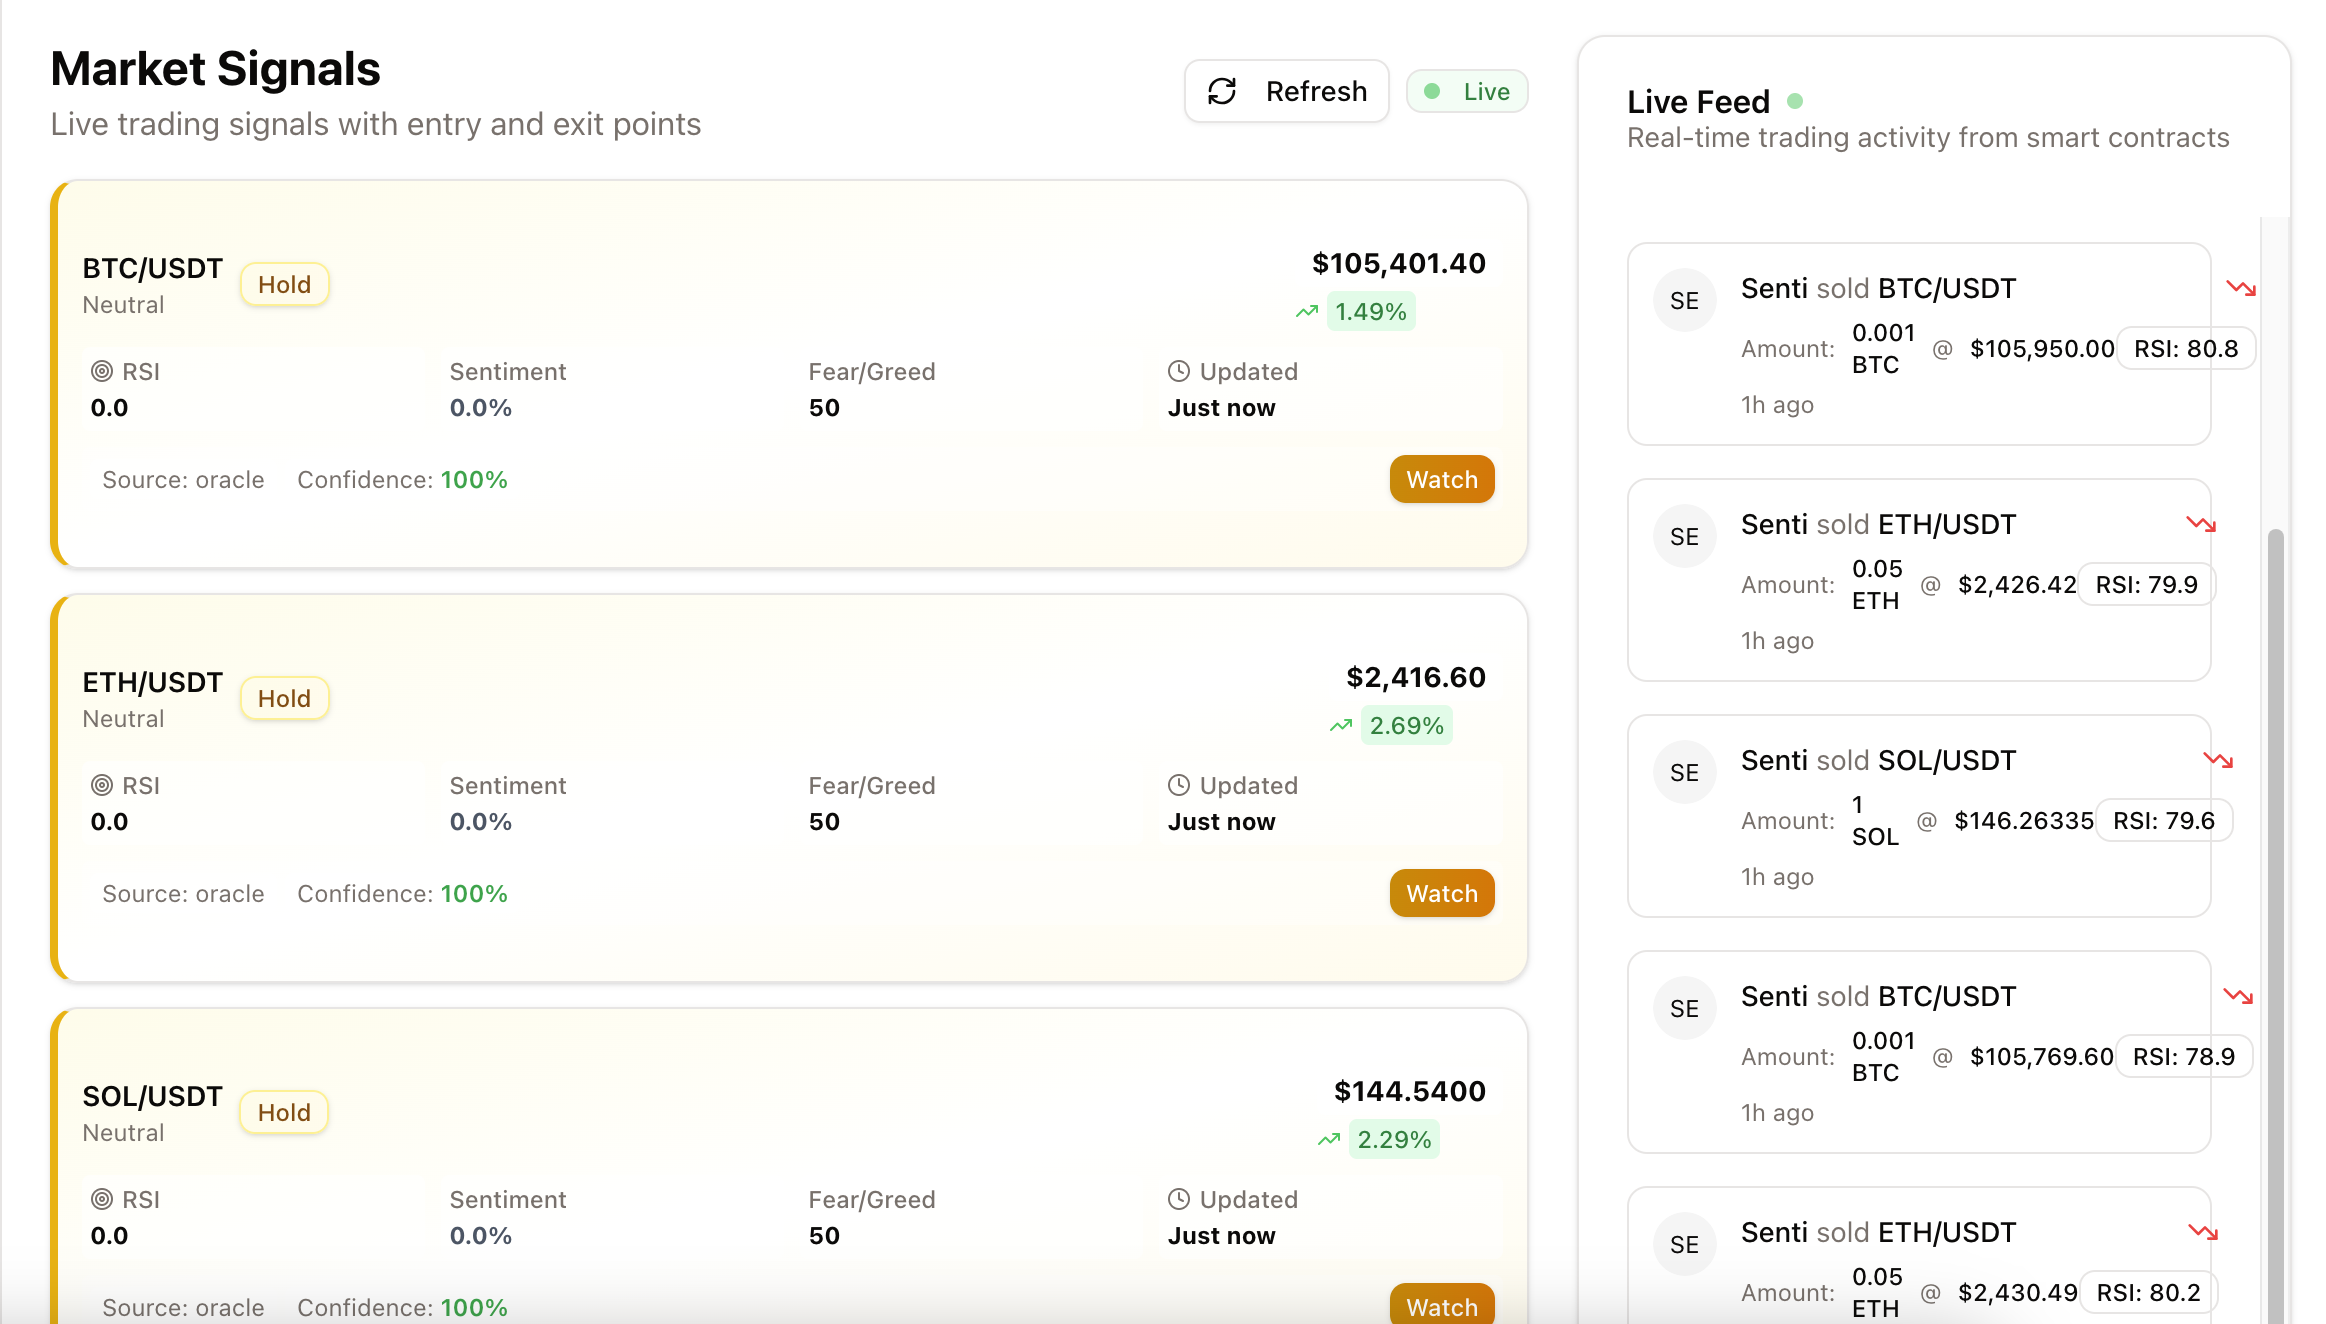 Market Signals
Live trading signals with entry and exit points
Refresh
Live
BTC/USDT
Neutral
Hold
$105,401.40
1.49%
RSI
0.0
Sentiment
0.0%
Fear/Greed
50
Updated
Just now
Source: oracle
Confidence: 100%
Watch
ETH/USDT
Neutral
Hold
$2,416.60
2.69%
RSI
0.0
Sentiment
0.0%
Fear/Greed
50
Updated
Just now
Source: oracle
Confidence: 100%
Watch
SOL/USDT
Neutral
Hold
$144.5400
2.29%
RSI
0.0
Sentiment
0.0%
Fear/Greed
50
Updated
Just now
Source: oracle
Confidence: 100%
Watch
Live Feed
Real-time trading activity from smart contracts
SE
Senti sold BTC/USDT
Amount: 0.001 BTC @ $105,950.00 RSI: 80.8
1h ago
SE
Senti sold ETH/USDT
Amount: 0.05 ETH @ $2,426.42 RSI: 79.9
1h ago
SE
Senti sold SOL/USDT
Amount: 1 SOL @ $146.26335 RSI: 79.6
1h ago
SE
Senti sold BTC/USDT
Amount: 0.001 BTC @ $105,769.60 RSI: 78.9
1h ago
SE
Senti sold ETH/USDT
Amount: 0.05 ETH @ $2,430.49 RSI: 80.2